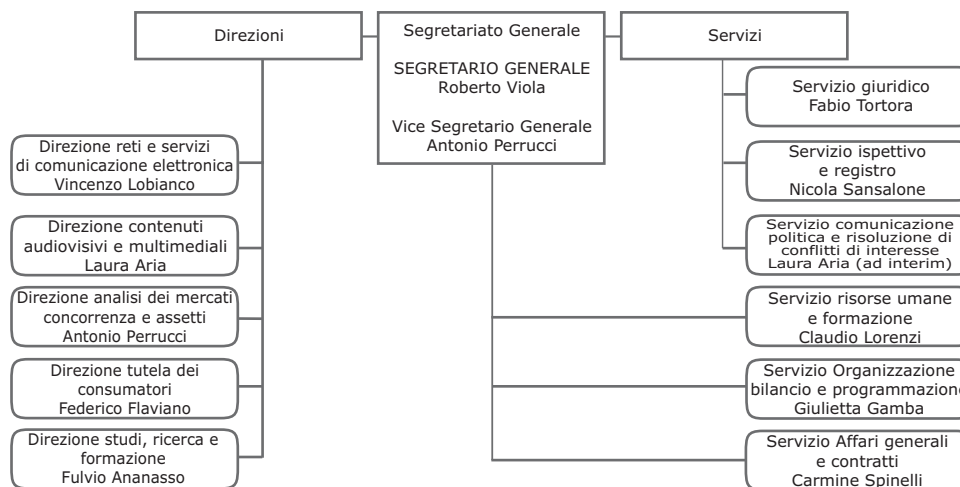 Direzioni
Segretariato Generale
SEGRETARIO GENERALE
Roberto Viola
Vice Segretario Generale
Antonio Perrucci
Servizi
Direzione reti e servizi
di comunicazione elettronica
Vincenzo Lobianco
Direzione contenuti
audiovisivi e multimediali
Laura Aria
Direzione analisi dei mercati
concorrenza e assetti
Antonio Perrucci
Direzione tutela dei
consumatori
Federico Flaviano
Direzione studi, ricerca e
formazione
Fulvio Ananasso
Servizio giuridico
Fabio Tortora
Servizio ispettivo
e registro
Nicola Sansalone
Servizio comunicazione
politica e risoluzione di
conflitti di interesse
Laura Aria (ad interim)
Servizio risorse umane
e formazione
Claudio Lorenzi
Servizio Organizzazione
bilancio e programmazione
Giulietta Gamba
Servizio Affari generali
e contratti
Carmine Spinelli